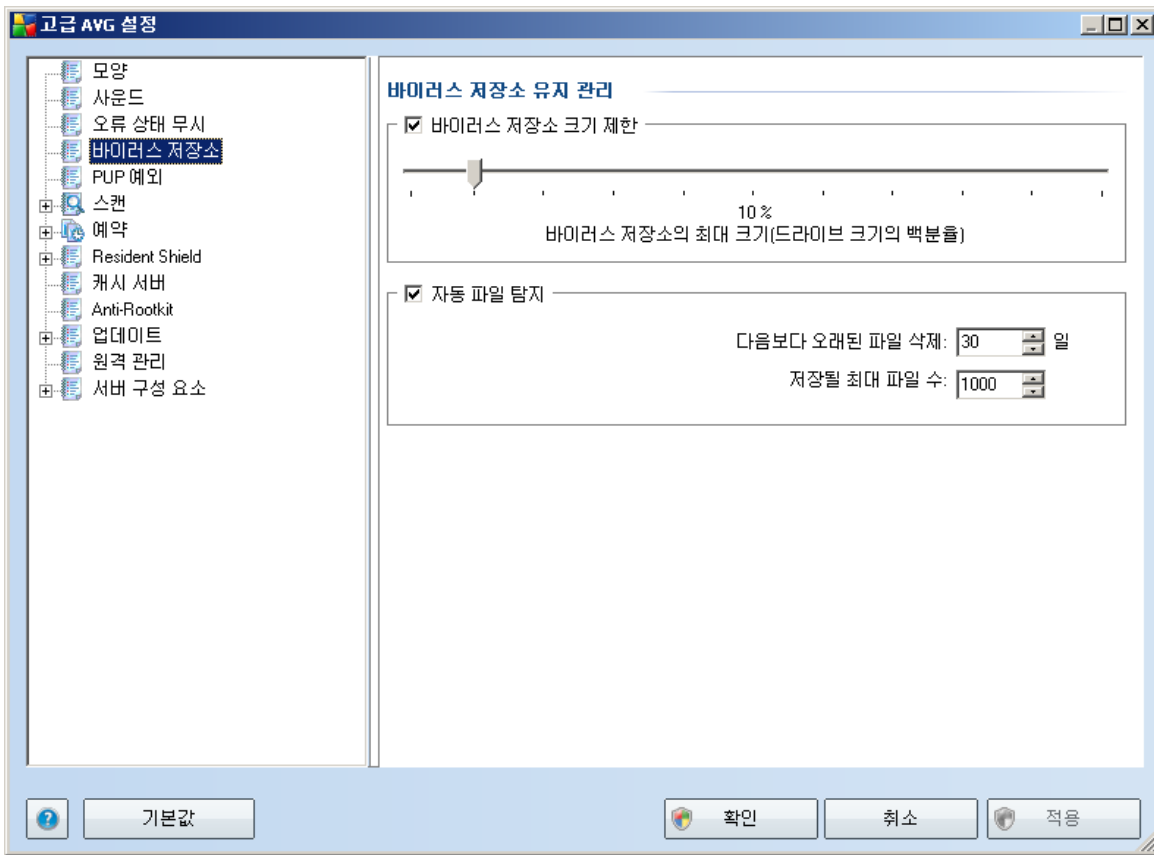 고급 AVG 설정
모양
사운드
오류 상태 무시
바이러스 저장소
PUP 예외
스캔
예약
Resident Shield
캐시 서버
Anti-Rootkit
업데이트
원격 관리
서버 구성 요소
바이러스 저장소 유지 관리
바이러스 저장소 크기 제한
10 %
바이러스 저장소의 최대 크기(드라이브 크기의 백분율)
자동 파일 탐지
다음보다 오래된 파일 삭제: 30 일
저장될 최대 파일 수: 1000
기본값
확인
취소
적용